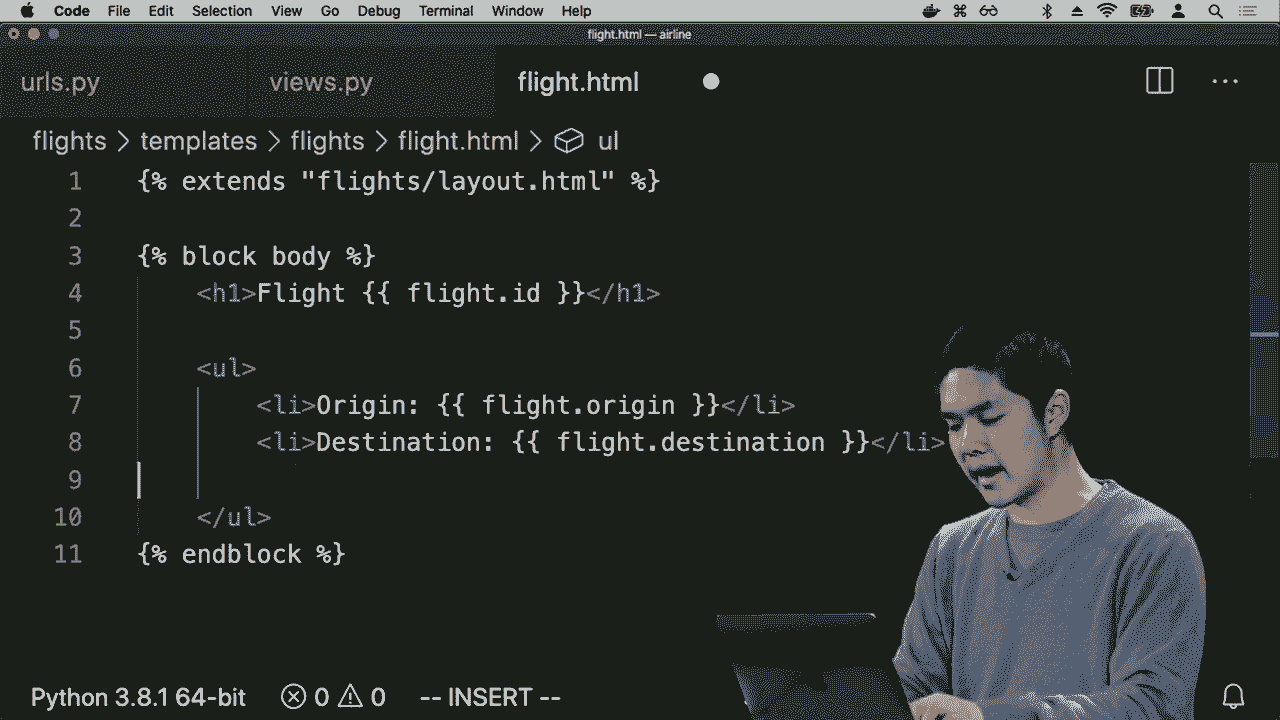 Code File Edit Selection View Go Debug Terminal Window Help
flight.html — airline
urls.py views.py flight.html
flights > templates > flights > flight.html > ul
1 {% extends "flights/layout.html" %}
2
3 {% block body %}
4 <h1>Flight {{ flight.id }}</h1>
5
6 <ul>
7 <li>Origin: {{ flight.origin }}</li>
8 <li>Destination: {{ flight.destination }}</li>
9
10 </ul>
11 {% endblock %}
Python 3.8.1 64-bit 0 0 -- INSERT --